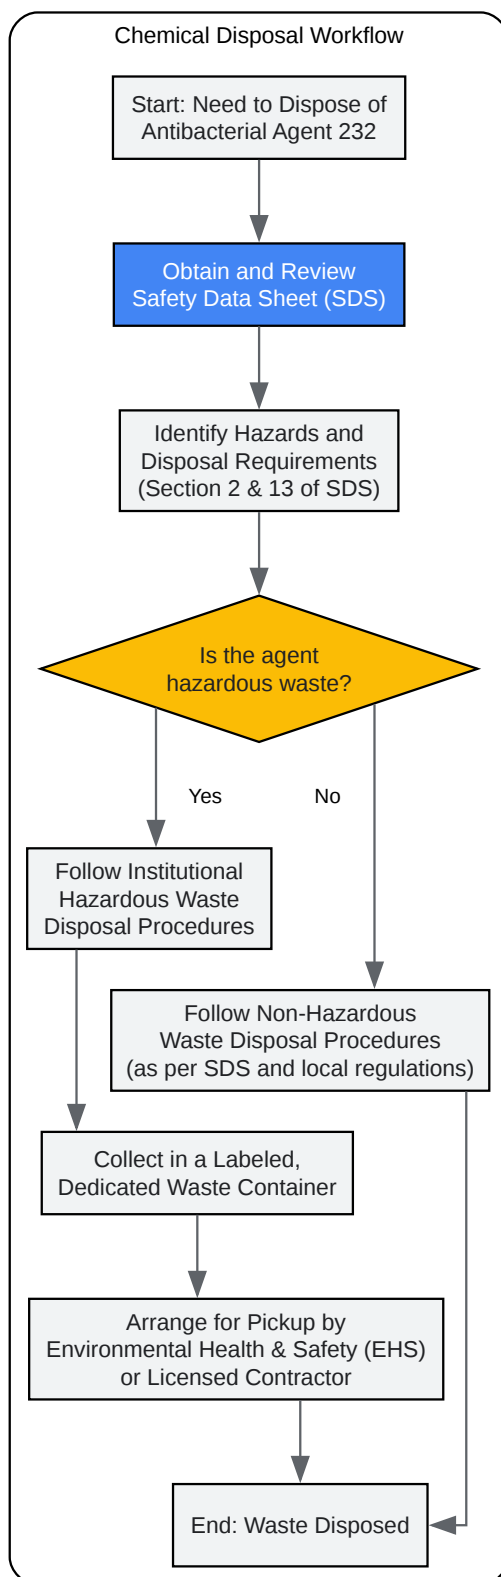 Chemical Disposal Workflow
Start: Need to Dispose of
Antibacterial Agent 232
Obtain and Review
Safety Data Sheet (SDS)
Identify Hazards and
Disposal Requirements
(Section 2 & 13 of SDS)
Is the agent
hazardous waste?
Yes
No
Follow Institutional
Hazardous Waste
Disposal Procedures
Follow Non-Hazardous
Waste Disposal Procedures
(as per SDS and local regulations)
Collect in a Labeled,
Dedicated Waste Container
Arrange for Pickup by
Environmental Health & Safety (EHS)
or Licensed Contractor
End: Waste Disposed